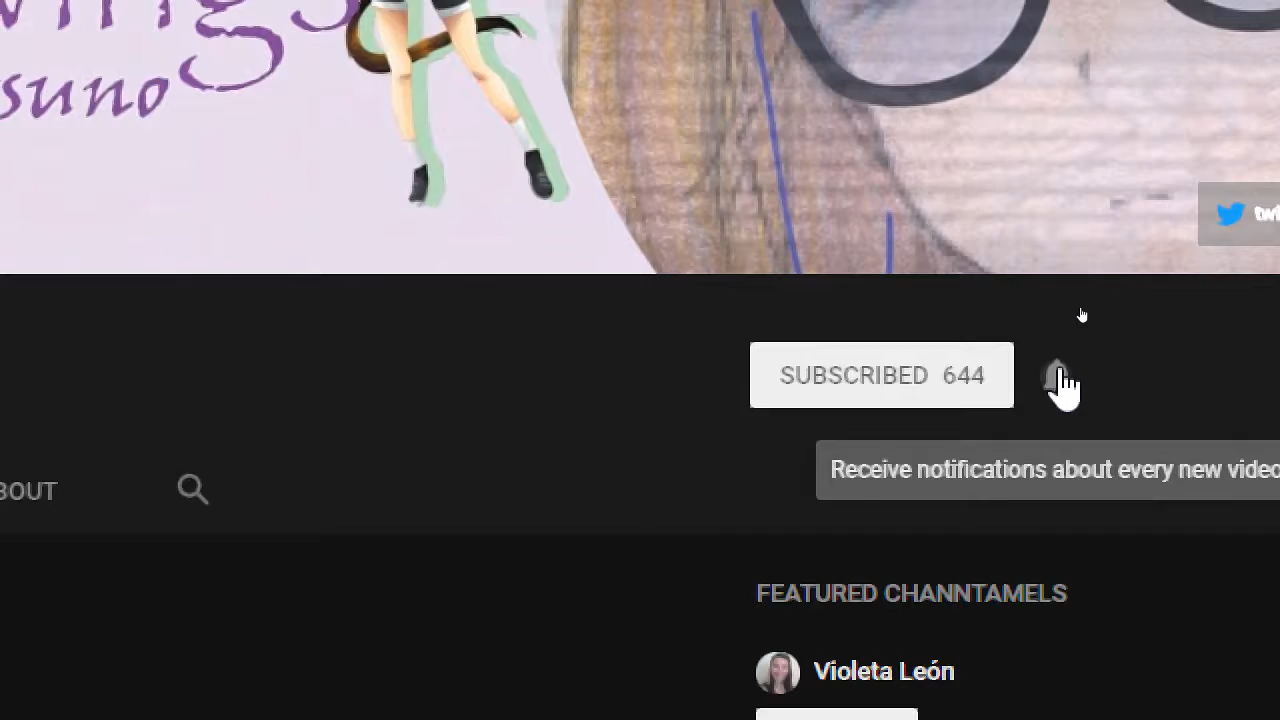 suno
SUBSCRIBED 644
Receive notifications about every new video
BOUT
FEATURED CHANNTAMELS
Violeta León